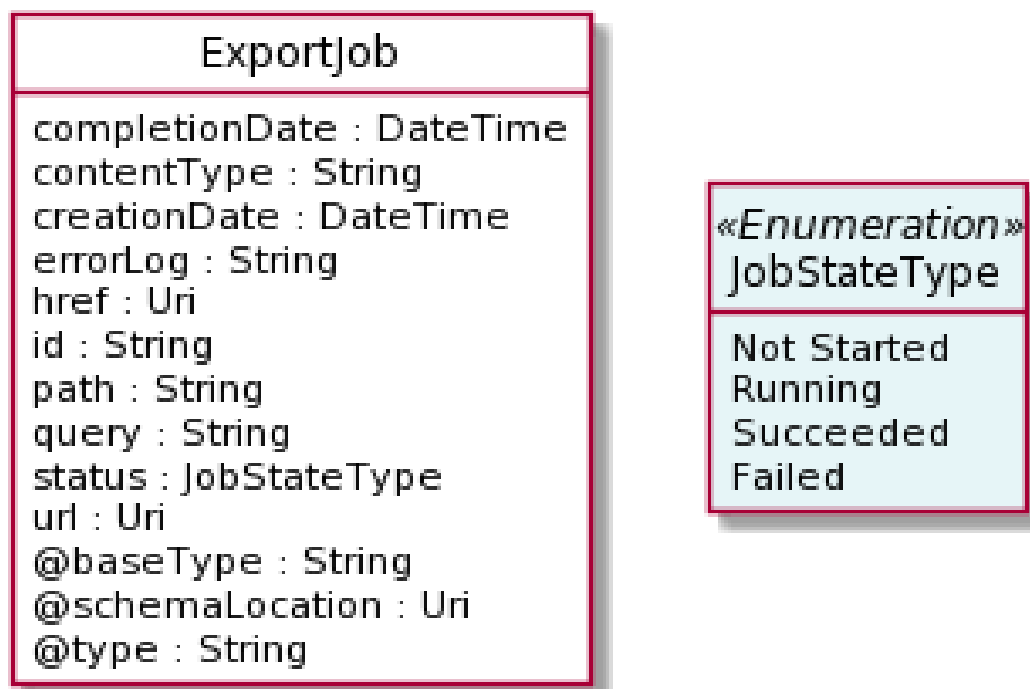 ExportJob
completionDate : DateTime
contentType : String
creationDate : DateTime
errorLog : String
href : Uri
id : String
path : String
query : String
status : JobStateType
url : Uri
@baseType : String
@schemaLocation : Uri
@type : String
«Enumeration»
JobStateType
Not Started
Running
Succeeded
Failed